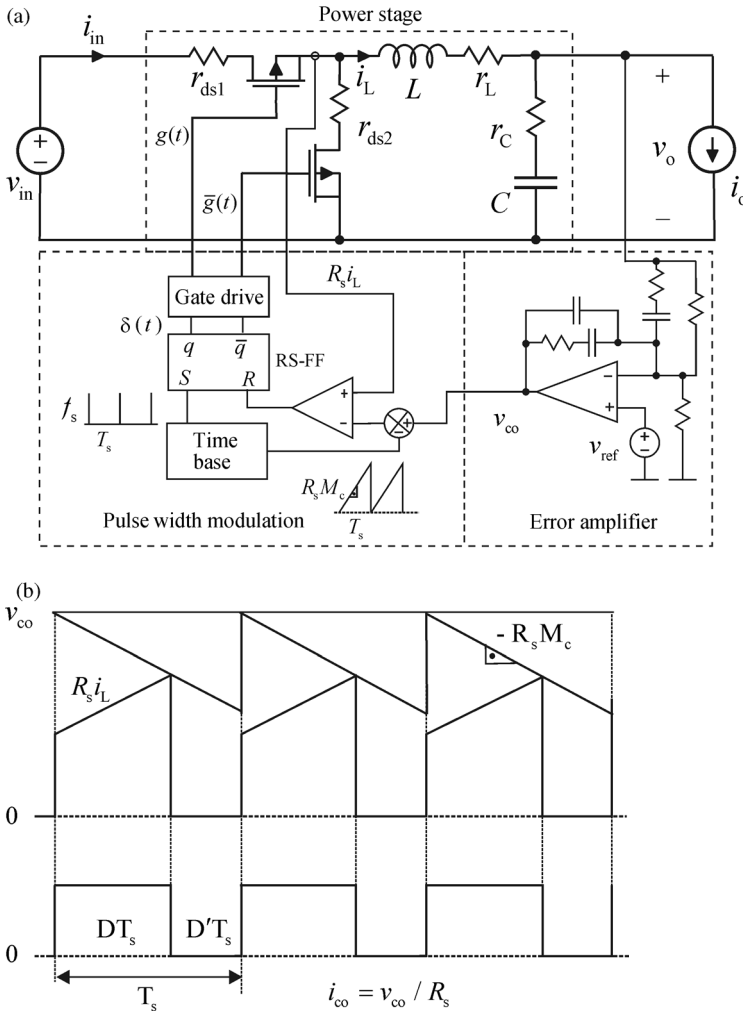 (a)
Power stage
i_in
r_ds1
i_L
L
r_L
g(t)
r_ds2
r_C
+
v_o
−
+
−
v_in
i_o
g̅(t)
C
R_s i_L
Gate drive
δ(t)
q
q̅
RS-FF
S
R
+
−
+
−
−
+
f_s
T_s
Time
base
v_co
v_ref
+
−
R_s M_c
T_s
Pulse width modulation
Error amplifier
(b)
v_co
- R_s M_c
R_s i_L
0
DT_s
D'T_s
0
T_s
i_co = v_co / R_s